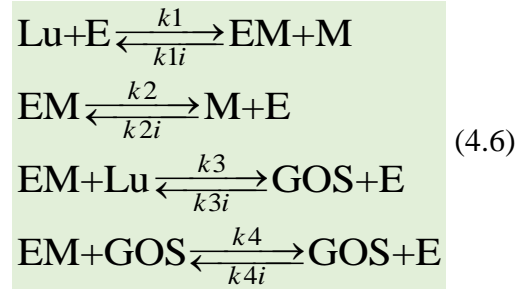 Lu+E ⇌ EM+M k1 k1i
EM ⇌ M+E k2 k2i
EM+Lu ⇌ GOS+E k3 k3i
EM+GOS ⇌ GOS+E k4 k4i
(4.6)